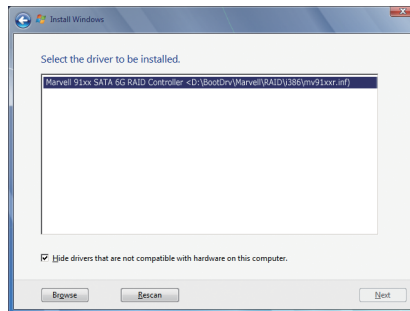 Install Windows
Select the driver to be installed.
Marvell 91xx SATA 6G RAID Controller <D:\BootDrv\Marvell\RAID\i386\mv91xxr.inf)
Hide drivers that are not compatible with hardware on this computer.
Browse Rescan Next